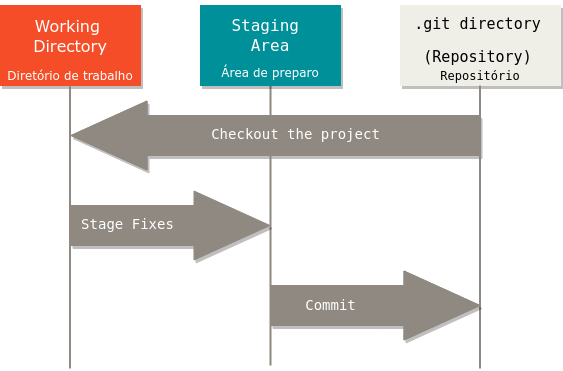 Working
Directory
Diretório de trabalho
Staging
Area
Área de preparo
.git directory
(Repository)
Repositório
Checkout the project
Stage Fixes
Commit